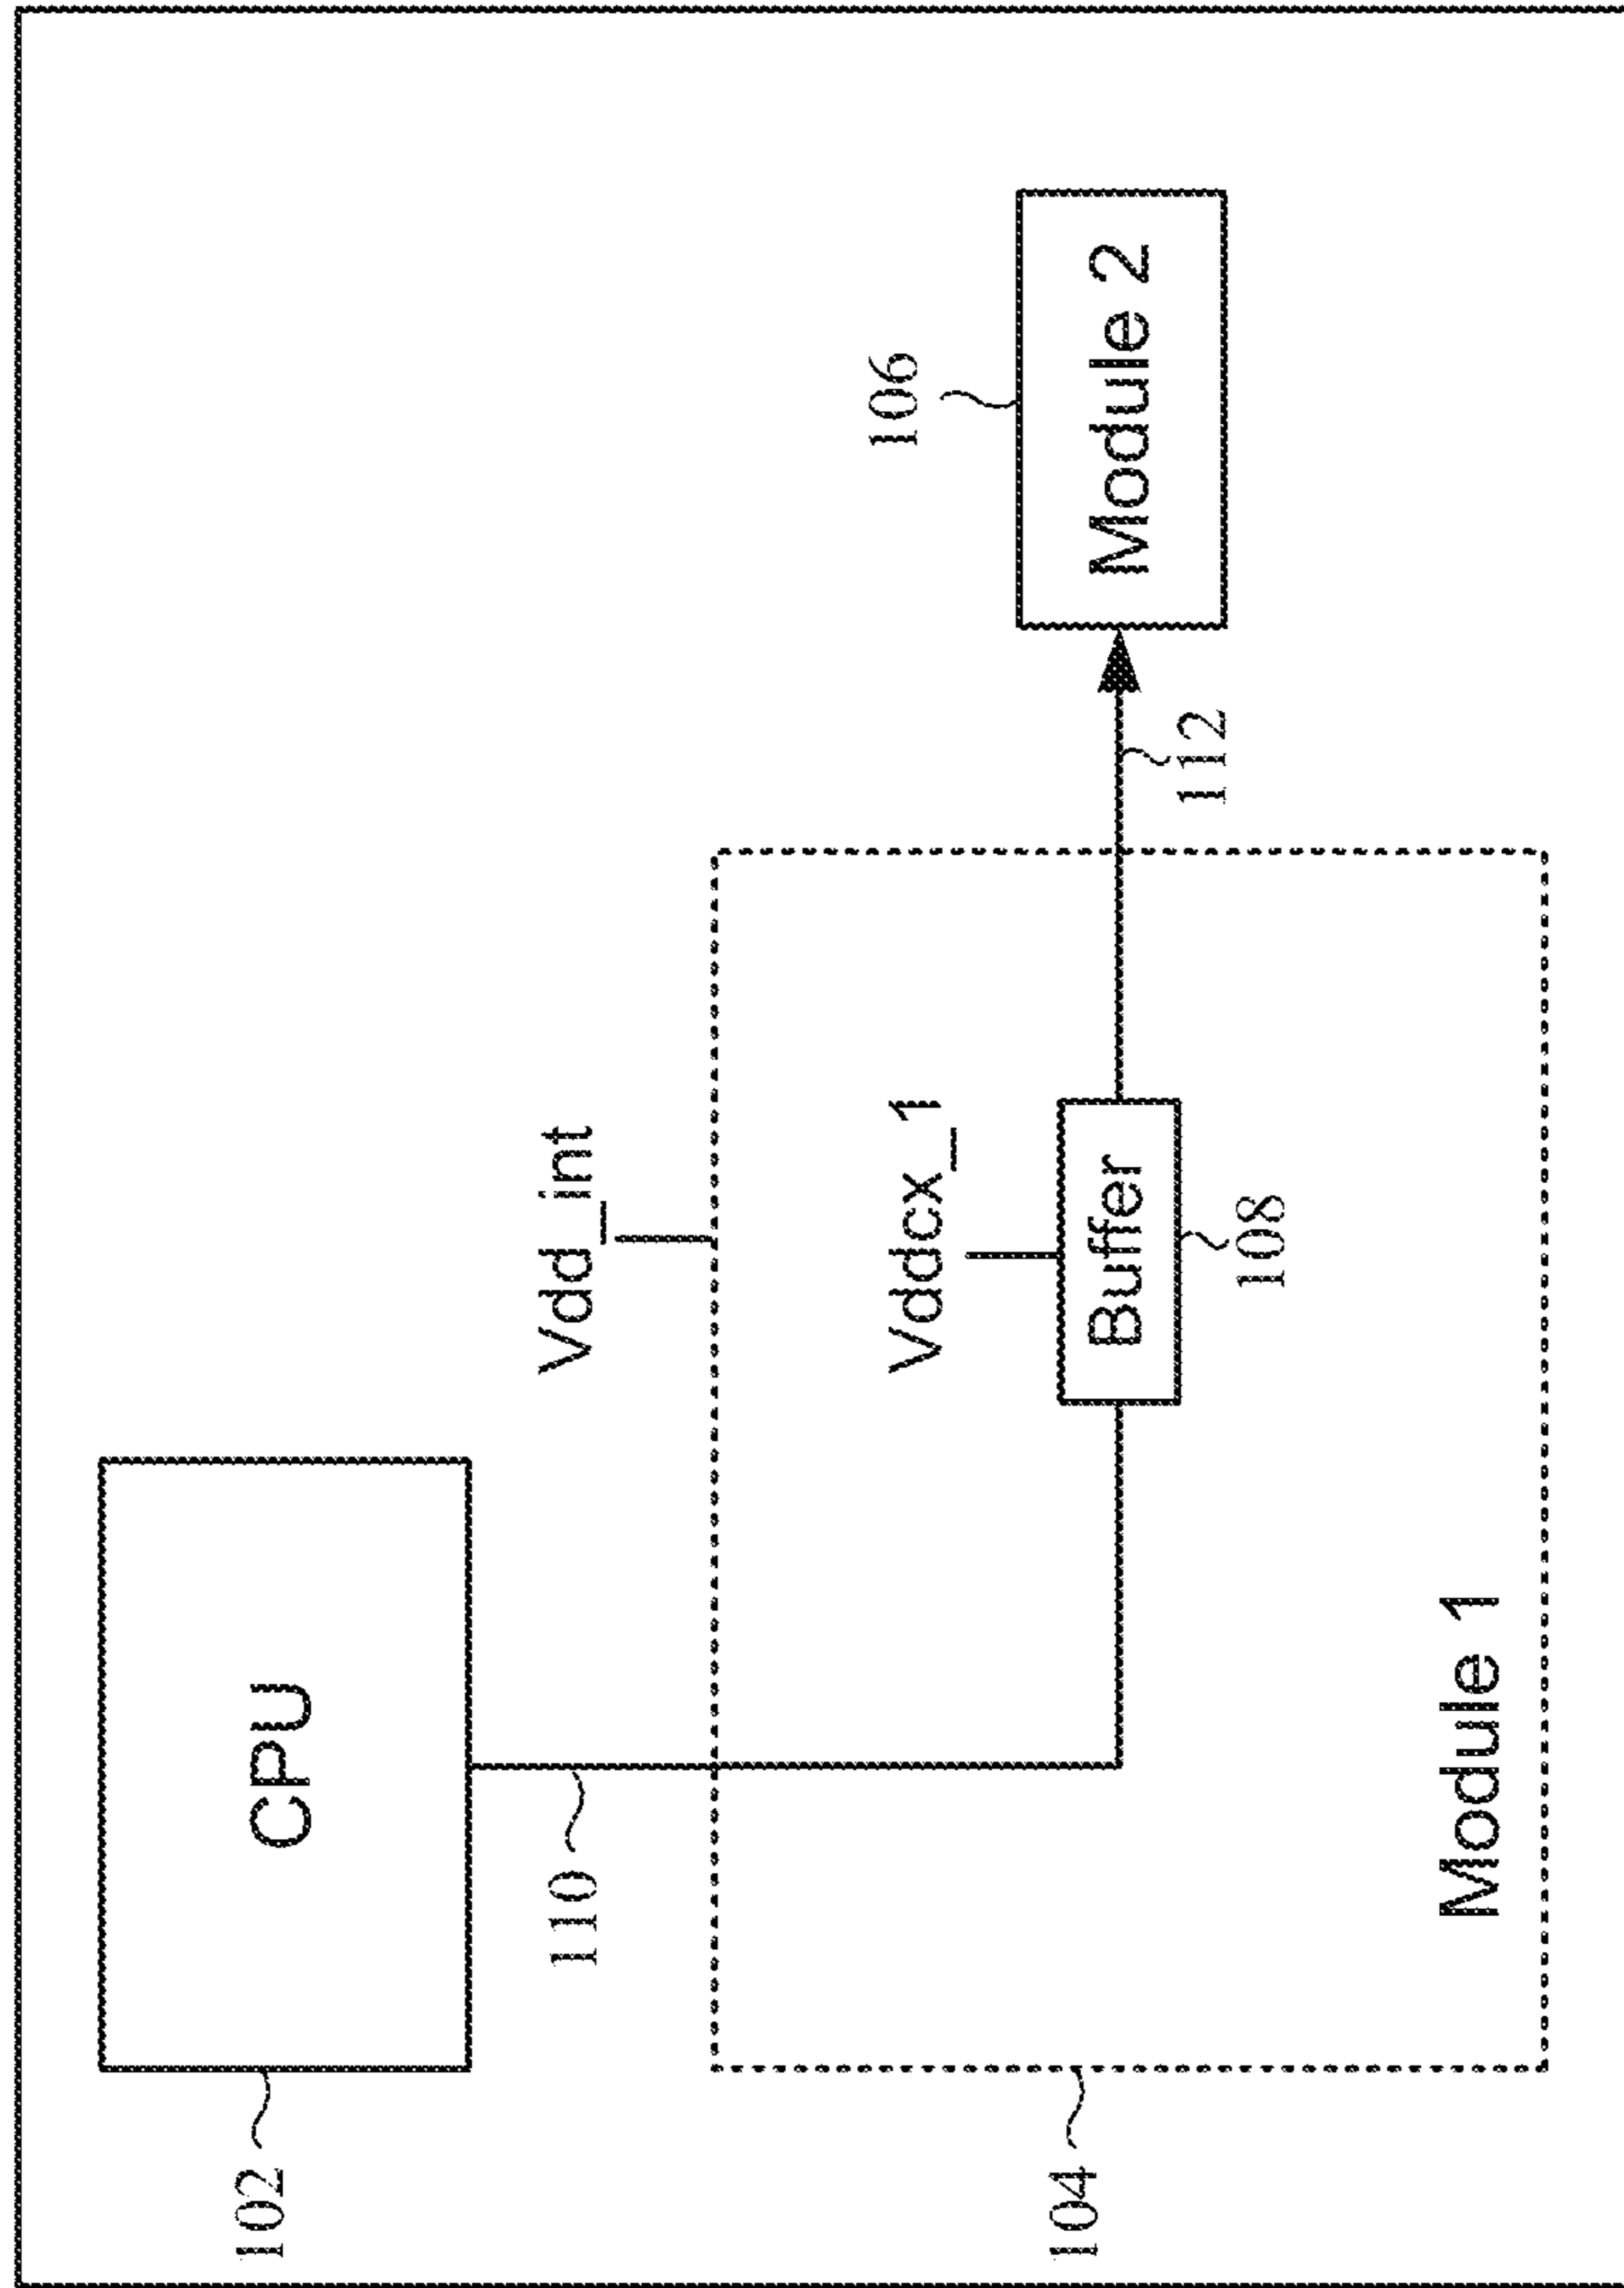 102
CPU
110
Vdd_int
106
104
Vddcx_1
Buffer
108
112
Module 2
Module 1